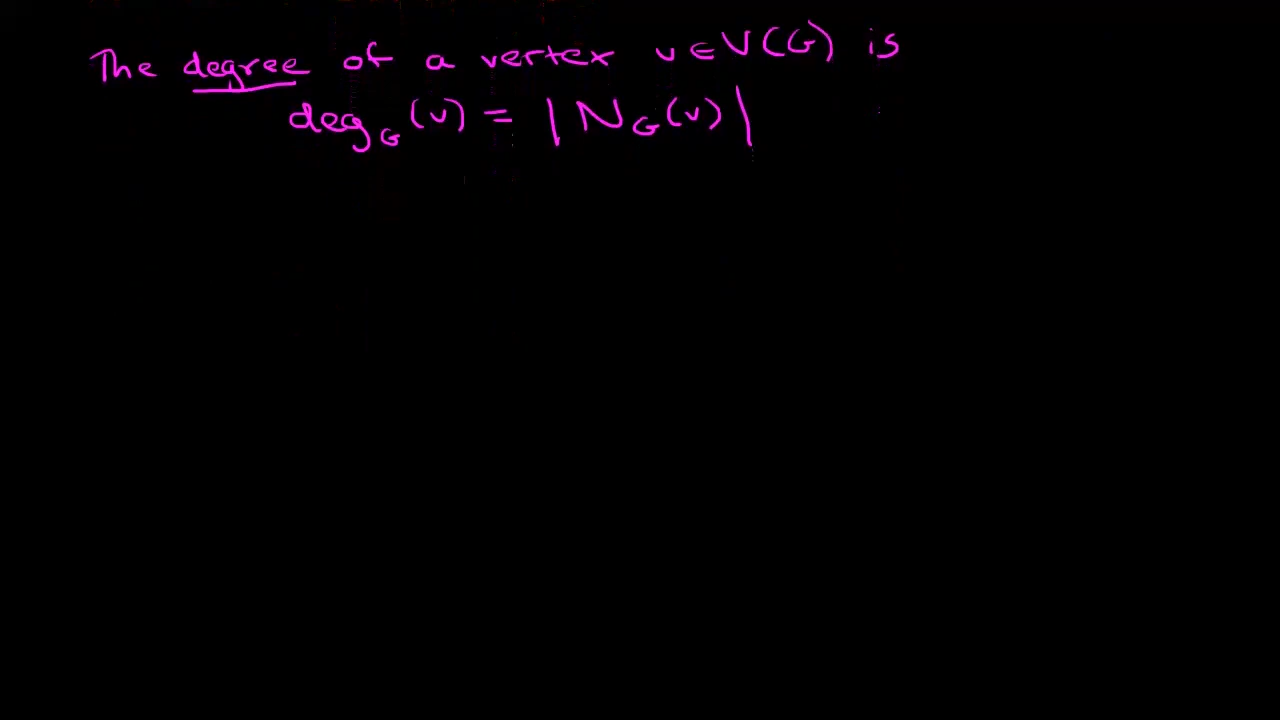 The degree of a vertex v∈V(G) is
deg_G(v) = |N_G(v)|